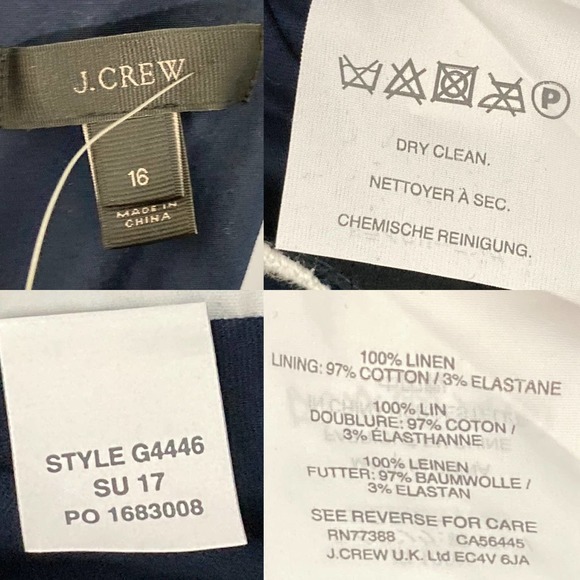 J.CREW
16
MADE IN
CHINA
P
DRY CLEAN.
NETTOYER À SEC.
CHEMISCHE REINIGUNG.
STYLE G4446
SU 17
PO 1683008
100% LINEN
LINING: 97% COTTON / 3% ELASTANE
100% LIN
DOUBLURE: 97% COTON /
3% ÉLASTHANNE
100% LEINEN
FUTTER: 97% BAUMWOLLE /
3% ELASTAN
SEE REVERSE FOR CARE
RN77388 CA56445
J.CREW U.K. Ltd EC4V 6JA